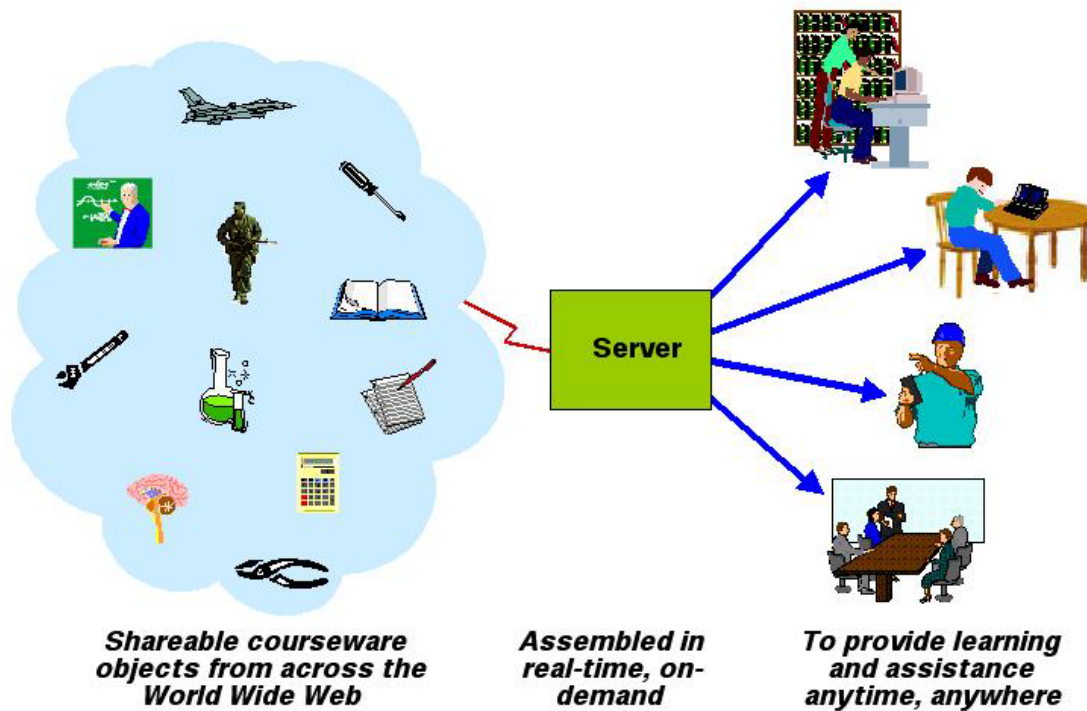 Server
Shareable courseware
objects from across the
World Wide Web
Assembled in
real-time, on-
demand
To provide learning
and assistance
anytime, anywhere